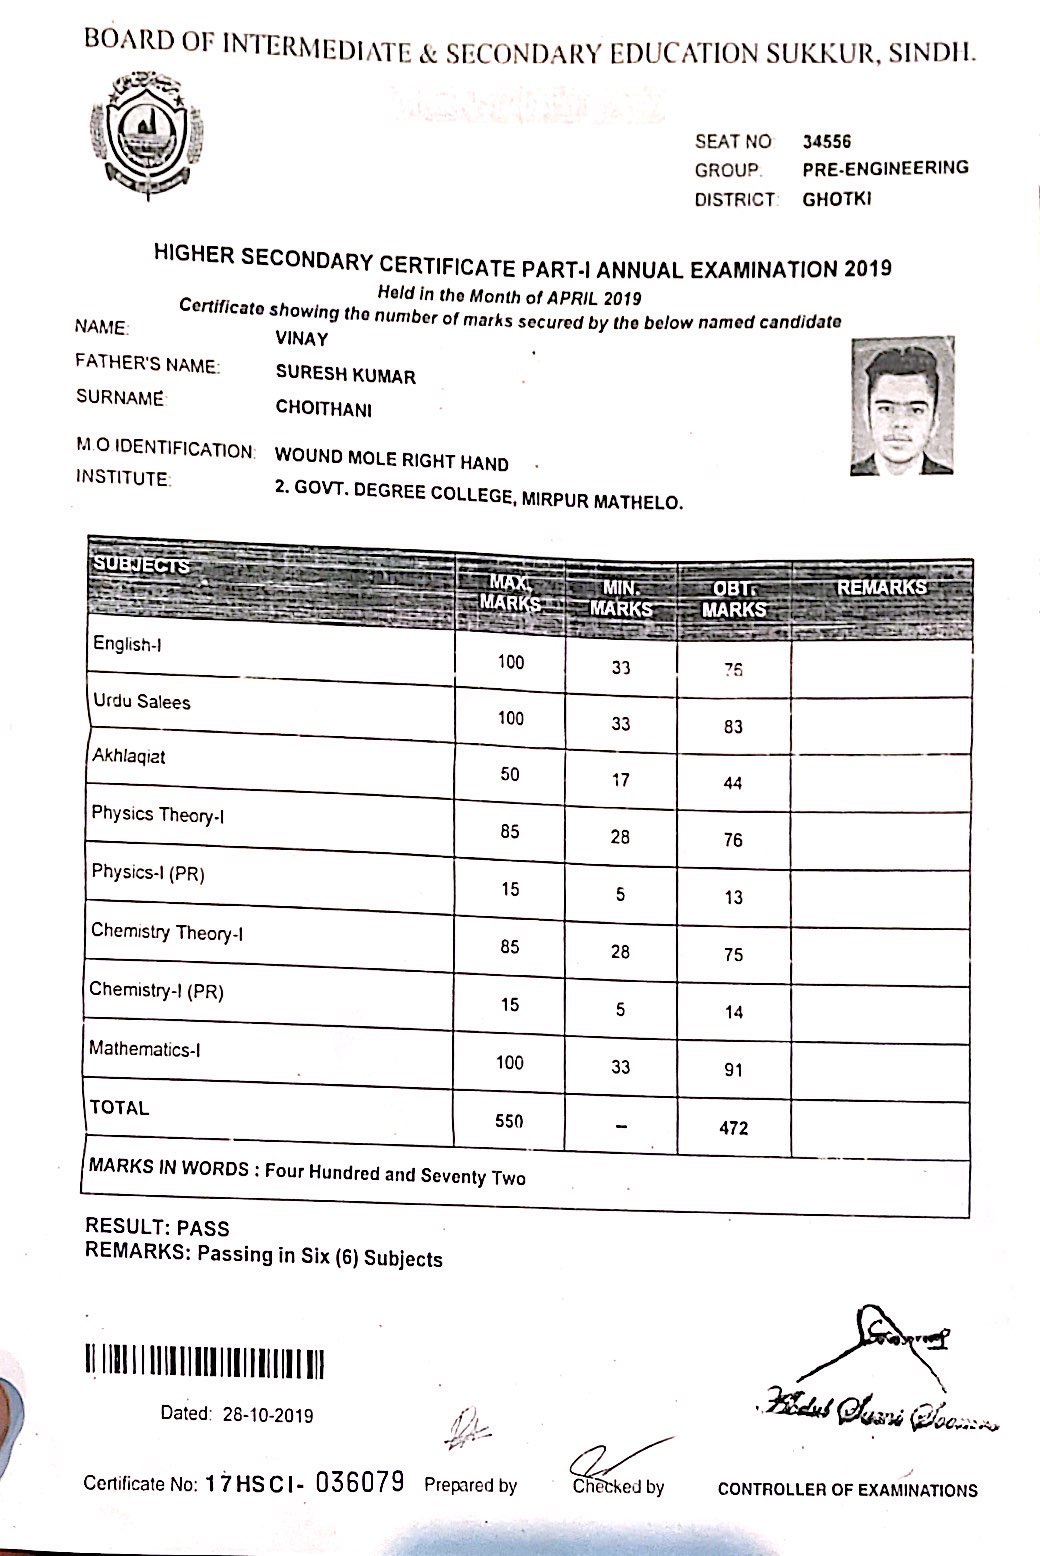 BOARD OF INTERMEDIATE & SECONDARY EDUCATION SUKKUR, SINDH.
SEAT NO 34556
GROUP. PRE-ENGINEERING
DISTRICT: GHOTKI
HIGHER SECONDARY CERTIFICATE PART-I ANNUAL EXAMINATION 2019
Held in the Month of APRIL 2019
Certificate showing the number of marks secured by the below named candidate
NAME: VINAY
FATHER'S NAME: SURESH KUMAR
SURNAME CHOITHANI
M.O IDENTIFICATION: WOUND MOLE RIGHT HAND
INSTITUTE: 2. GOVT. DEGREE COLLEGE, MIRPUR MATHELO.
SUBJECTS MAX. MARKS MIN. MARKS OBT. MARKS REMARKS
English-I 100 33 76
Urdu Salees 100 33 83
Akhlaqiat 50 17 44
Physics Theory-I 85 28 76
Physics-I (PR) 15 5 13
Chemistry Theory-I 85 28 75
Chemistry-I (PR) 15 5 14
Mathematics-I 100 33 91
TOTAL 550 – 472
MARKS IN WORDS : Four Hundred and Seventy Two
RESULT: PASS
REMARKS: Passing in Six (6) Subjects
Dated: 28-10-2019
Certificate No: 17HSCI- 036079 Prepared by Checked by CONTROLLER OF EXAMINATIONS